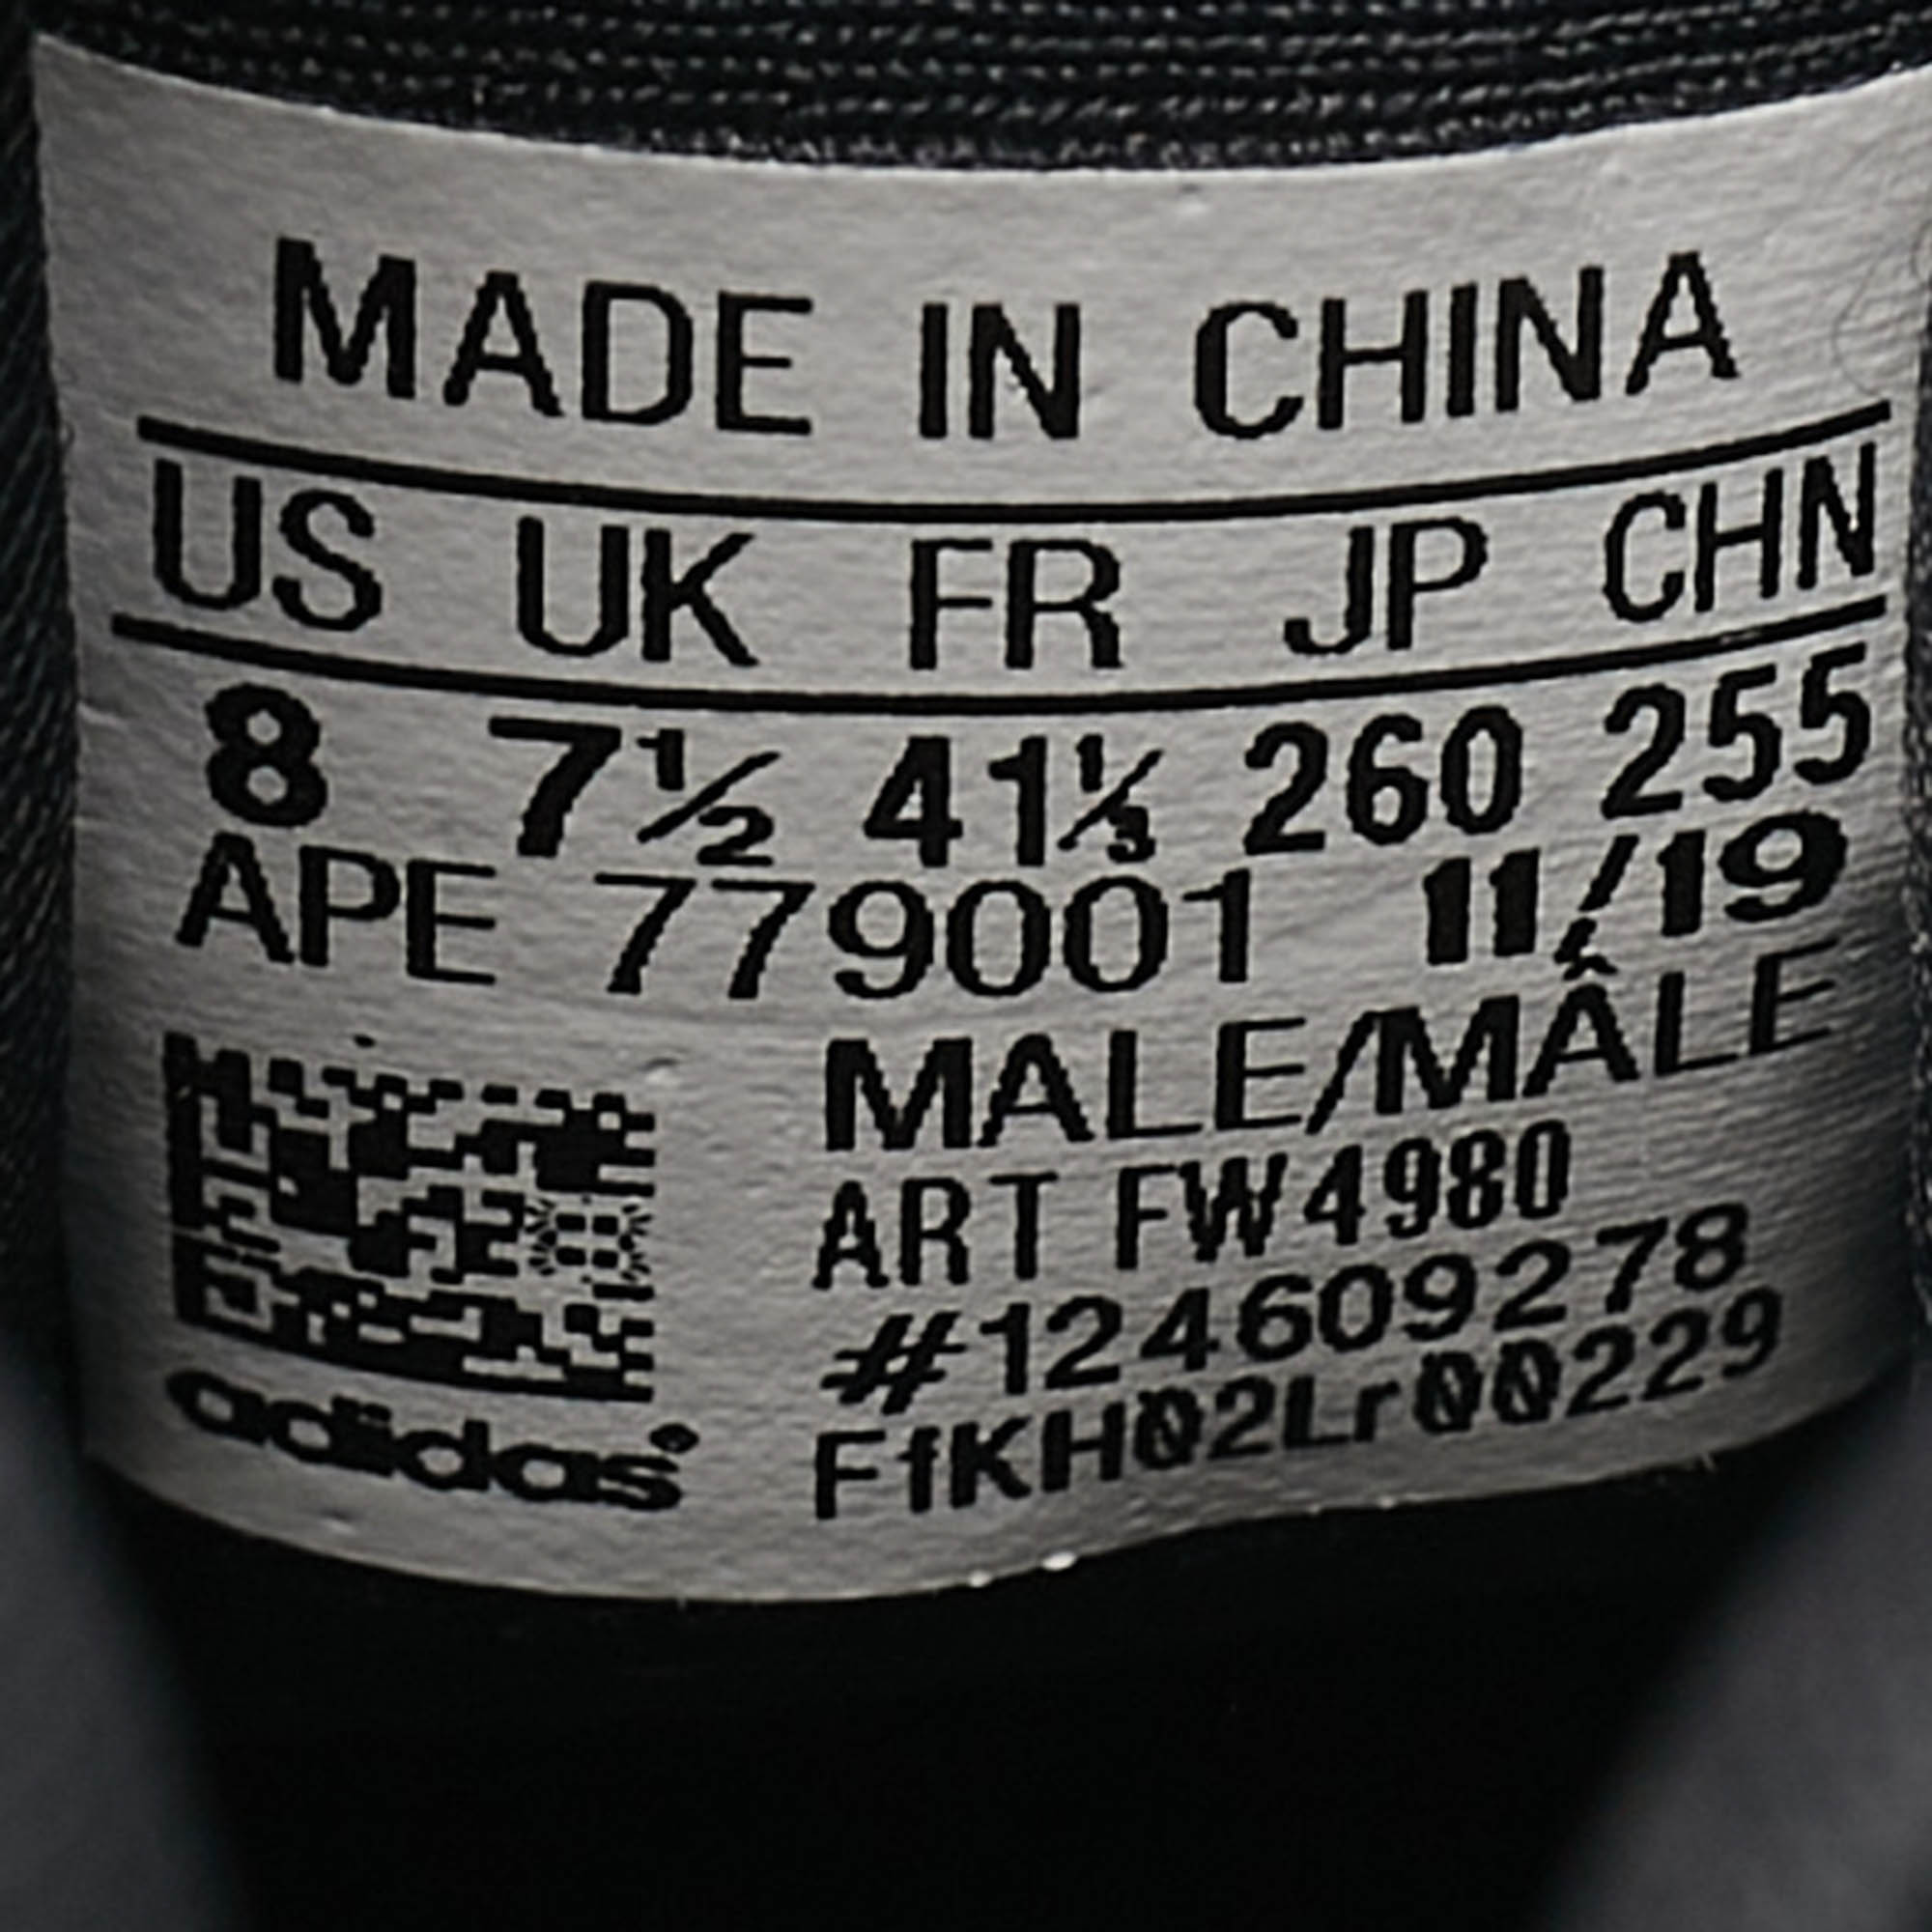 MADE IN CHINA
US UK FR JP CHN
8 7½ 41⅓ 260 255
APE 779001 11/19
MALE/MÂLE
ART FW4980
#124609278
FfKH02Lr00229
adidas®